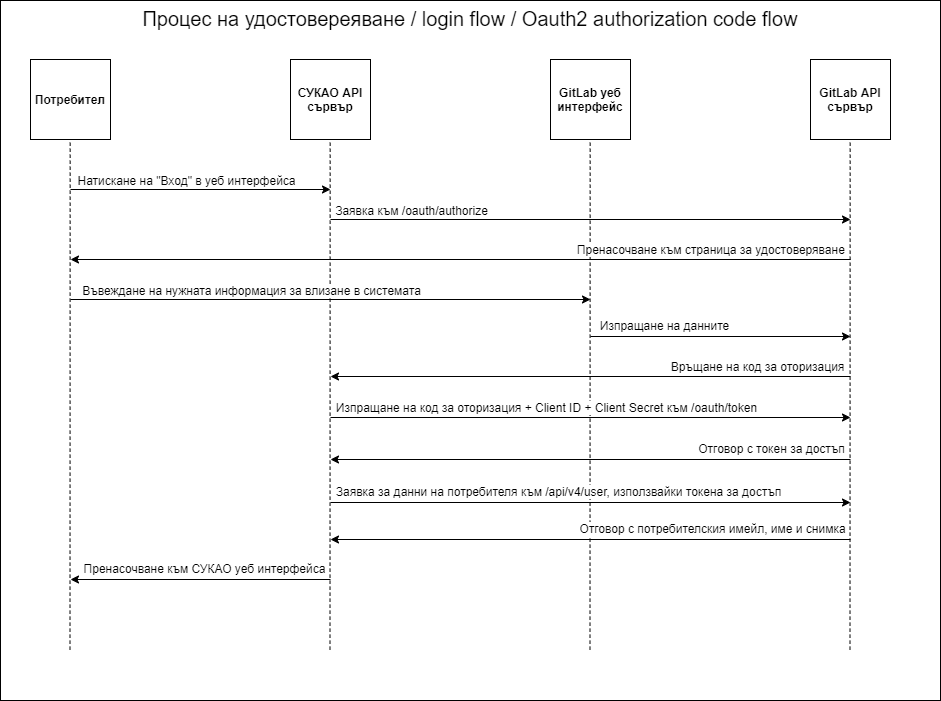 Процес на удостовереяване / login flow / Oauth2 authorization code flow
Потребител
СУКАО API
сървър
GitLab уеб
интерфейс
GitLab API
сървър
Натискане на "Вход" в уеб интерфейса
Заявка към /oauth/authorize
Пренасочване към страница за удостоверяване
Въвеждане на нужната информация за влизане в системата
Изпращане на данните
Връщане на код за оторизация
Изпращане на код за оторизация + Client ID + Client Secret към /oauth/token
Отговор с токен за достъп
Заявка за данни на потребителя към /api/v4/user, използвайки токена за достъп
Отговор с потребителския имейл, име и снимка
Пренасочване към СУКАО уеб интерфейса